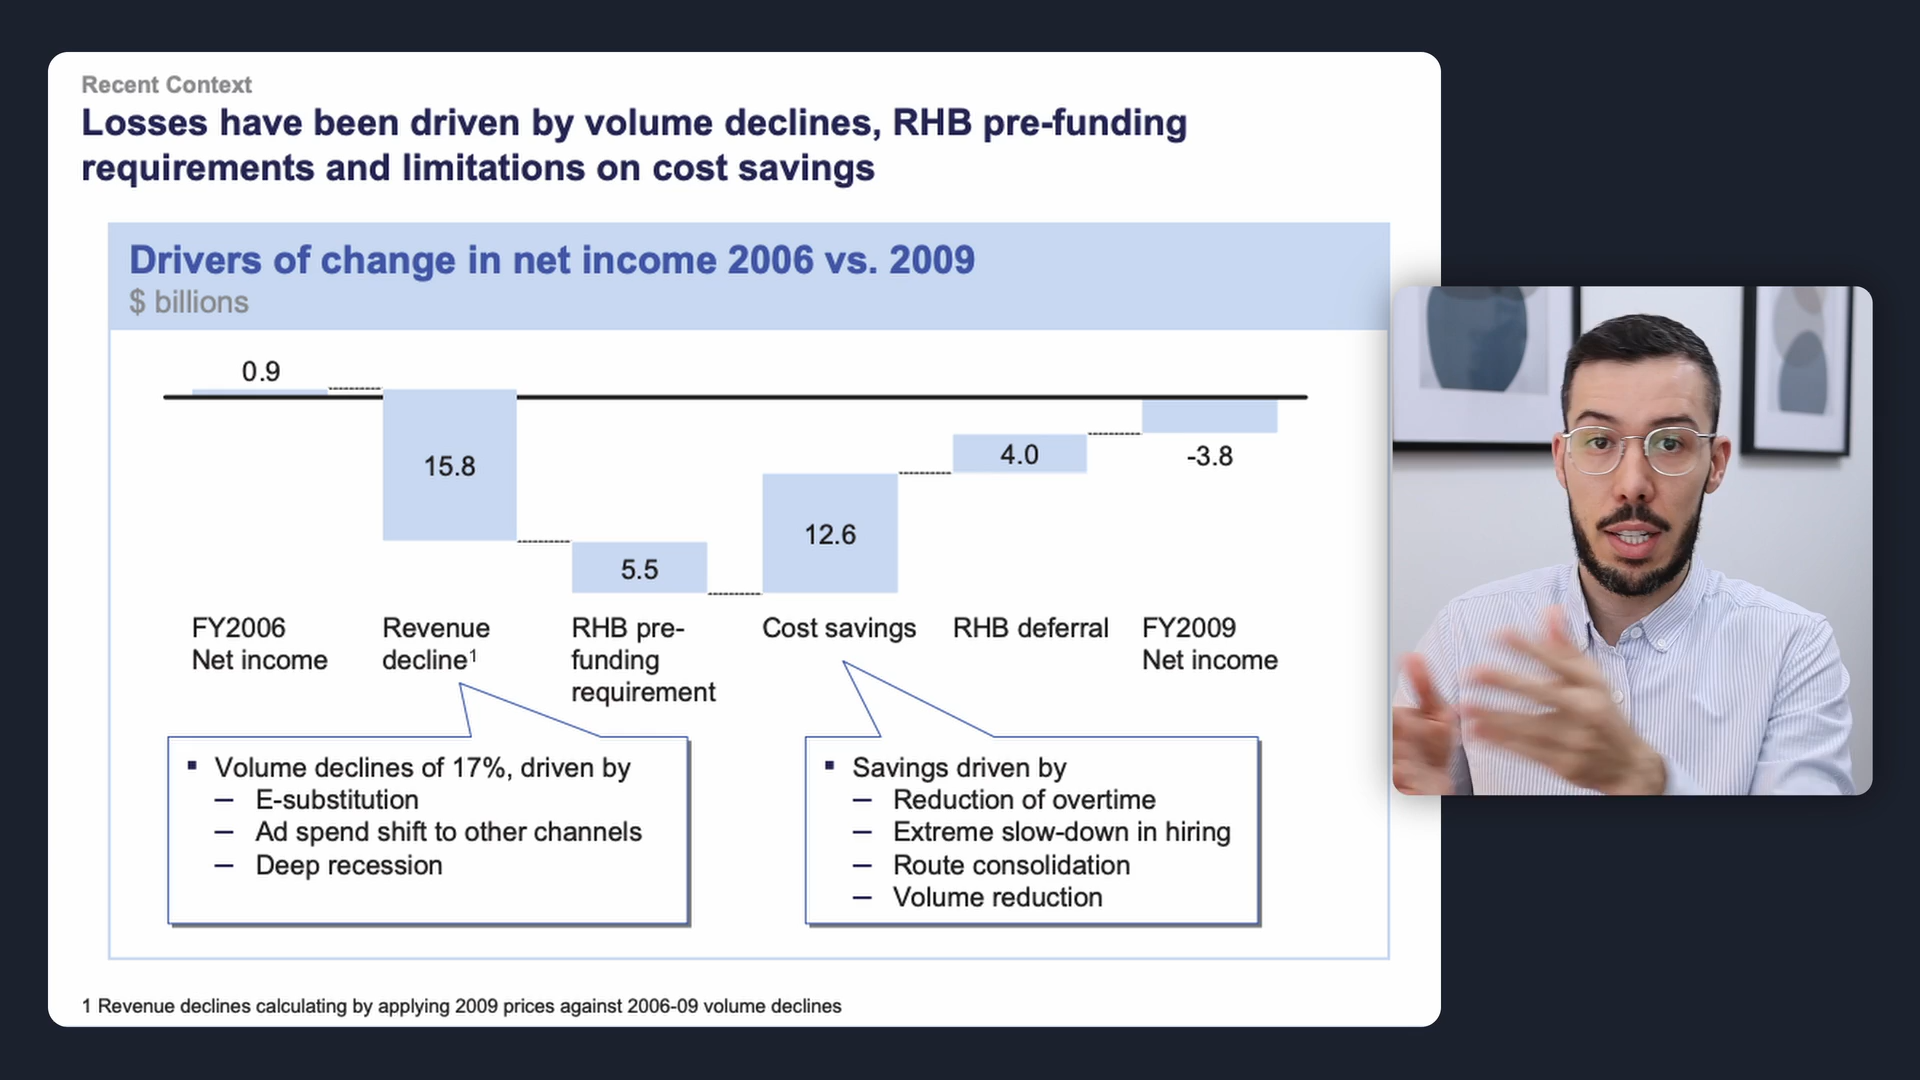 Recent Context
Losses have been driven by volume declines, RHB pre-funding
requirements and limitations on cost savings
Drivers of change in net income 2006 vs. 2009
$ billions
0.9
15.8
5.5
12.6
4.0
-3.8
FY2006
Net income
Revenue
decline¹
RHB pre-
funding
requirement
Cost savings
RHB deferral
FY2009
Net income
▪ Volume declines of 17%, driven by
– E-substitution
– Ad spend shift to other channels
– Deep recession
▪ Savings driven by
– Reduction of overtime
– Extreme slow-down in hiring
– Route consolidation
– Volume reduction
1 Revenue declines calculating by applying 2009 prices against 2006-09 volume declines